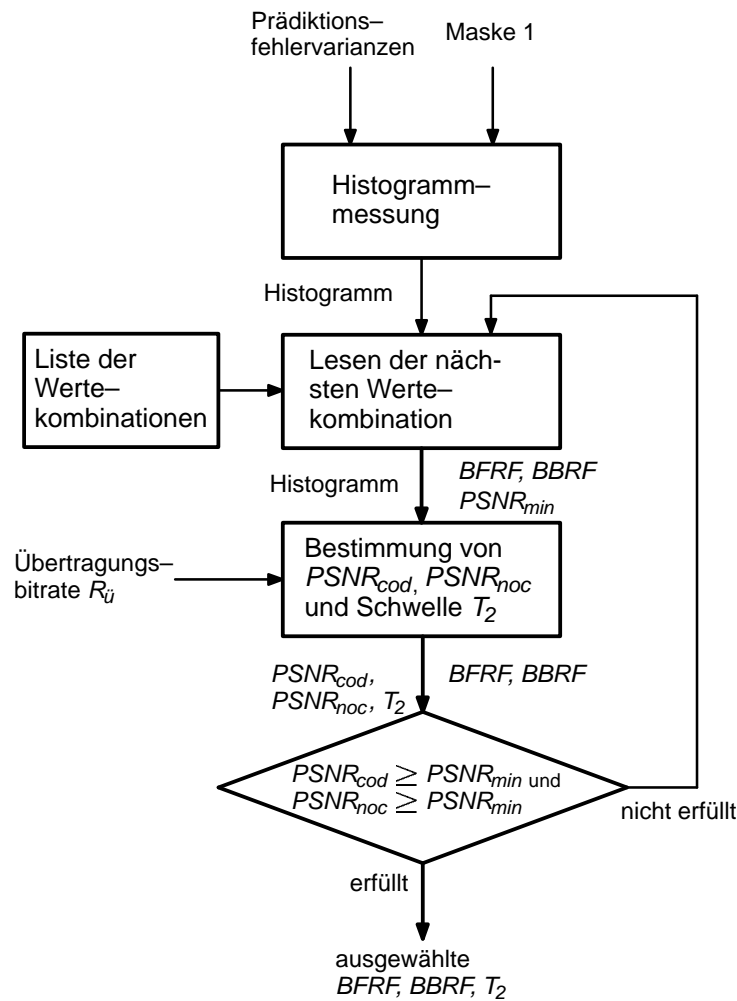 Prädiktions–
fehlervarianzen
Maske 1
Histogramm–
messung
Histogramm
Liste der
Werte–
kombinationen
Lesen der näch-
sten Werte–
kombination
Histogramm
BFRF, BBRF
PSNRmin
Übertragungs–
bitrate Rü
Bestimmung von
PSNRcod, PSNRnoc
und Schwelle T2
PSNRcod,
PSNRnoc, T2
BFRF, BBRF
PSNRcod ≥ PSNRmin und
PSNRnoc ≥ PSNRmin
nicht erfüllt
erfüllt
ausgewählte
BFRF, BBRF, T2